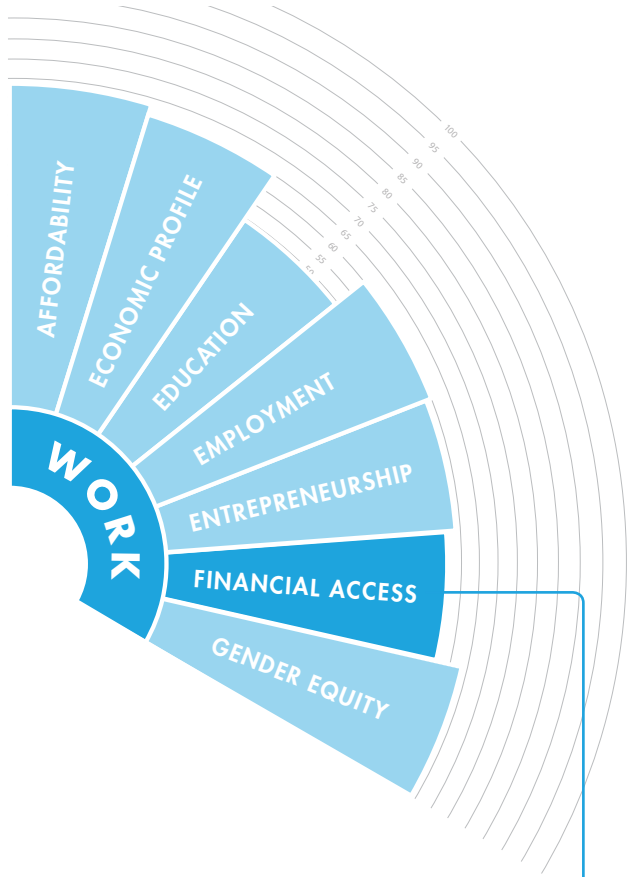 100
95
90
85
80
75
70
65
60
55
50
AFFORDABILITY
ECONOMIC PROFILE
EDUCATION
EMPLOYMENT
ENTREPRENEURSHIP
FINANCIAL ACCESS
GENDER EQUITY
WORK